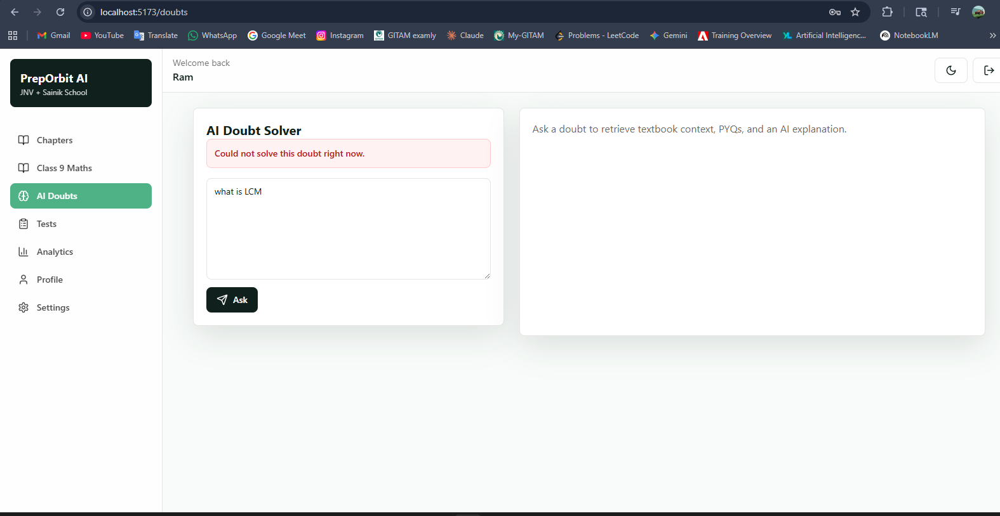 localhost:5173/doubts
Gmail
YouTube
Translate
WhatsApp
Google Meet
Instagram
GITAM examly
Claude
My-GITAM
Problems - LeetCode
Gemini
Training Overview
Artificial Intelligenc...
NotebookLM
PrepOrbit AI
JNV + Sainik School
Chapters
Class 9 Maths
AI Doubts
Tests
Analytics
Profile
Settings
Welcome back
Ram
AI Doubt Solver
Could not solve this doubt right now.
what is LCM
Ask
Ask a doubt to retrieve textbook context, PYQs, and an AI explanation.